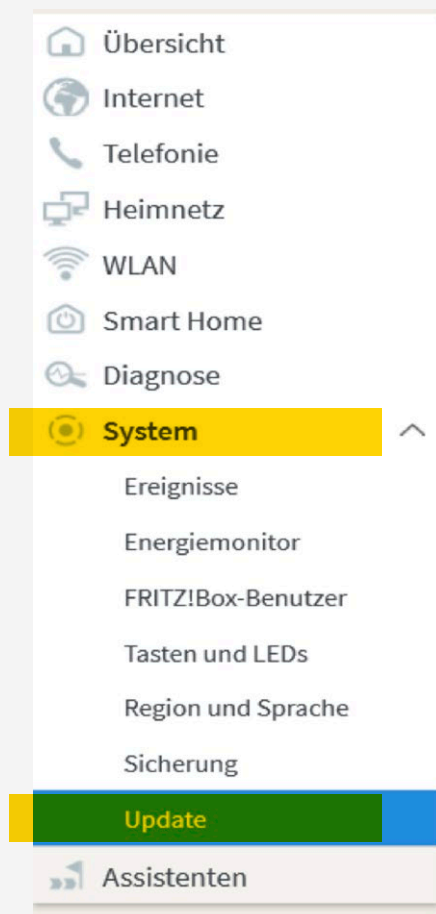 Übersicht
Internet
Telefonie
Heimnetz
WLAN
Smart Home
Diagnose
System
Ereignisse
Energiemonitor
FRITZ!Box-Benutzer
Tasten und LEDs
Region und Sprache
Sicherung
Update
Assistenten